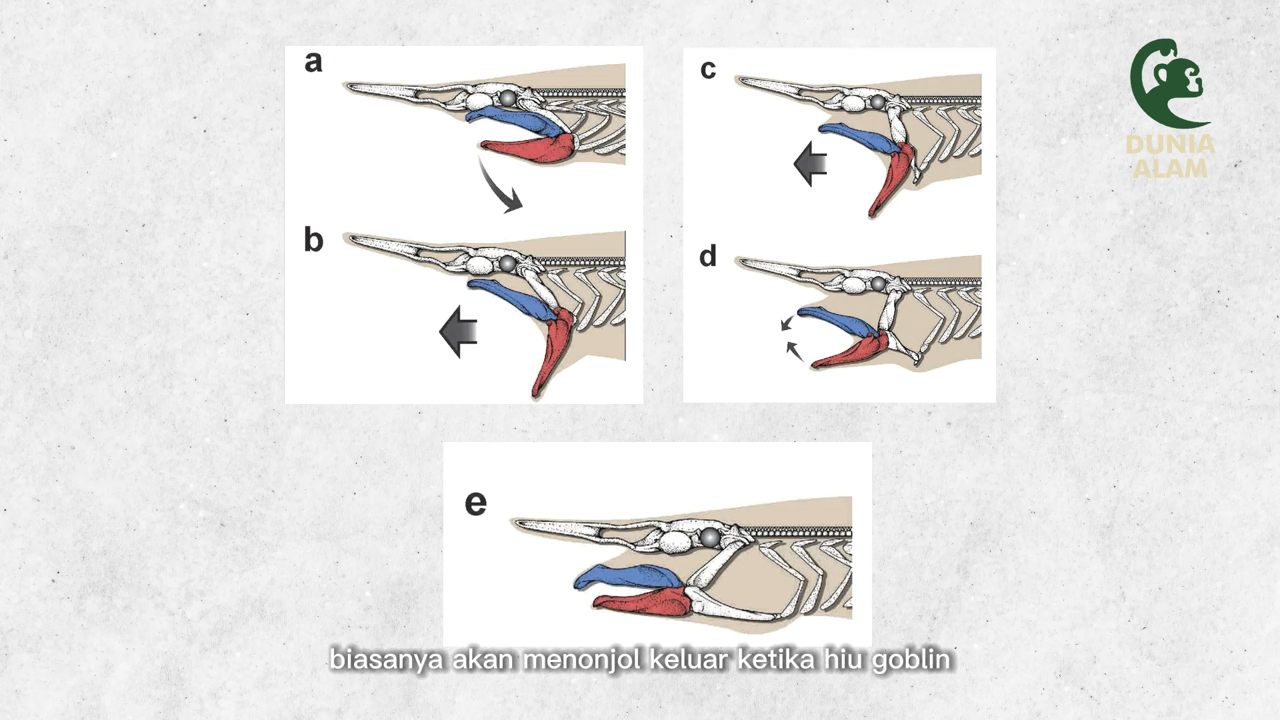 a
b
c
d
e
DUNIA
ALAM
biasanya akan menonjol keluar ketika hiu goblin